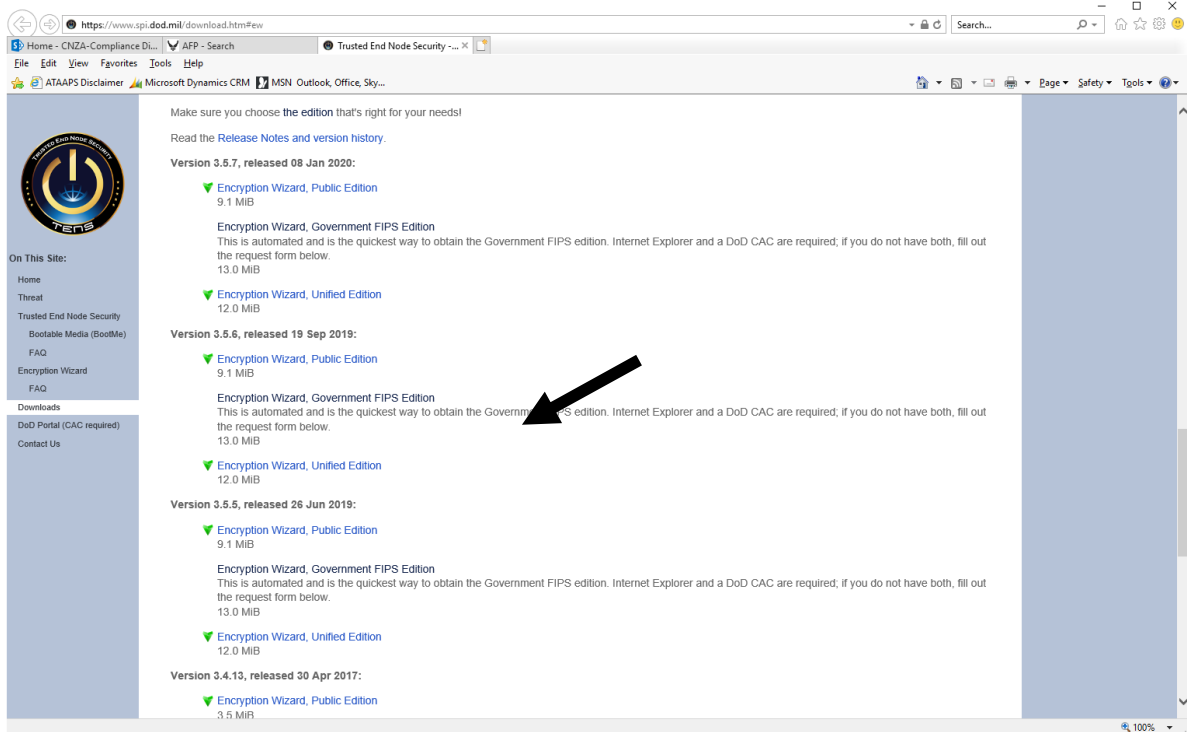 https://www.spi.dod.mil/download.htm#ew
Search...
Home - CNZA-Compliance Di...
AFP - Search
Trusted End Node Security -...
File Edit View Favorites Tools Help
ATAAPS Disclaimer Microsoft Dynamics CRM MSN Outlook, Office, Sky...
Page Safety Tools
TRUSTED END NODE SECURITY
TENS
On This Site:
Home
Threat
Trusted End Node Security
Bootable Media (BootMe)
FAQ
Encryption Wizard
FAQ
Downloads
DoD Portal (CAC required)
Contact Us
Make sure you choose the edition that's right for your needs!
Read the Release Notes and version history.
Version 3.5.7, released 08 Jan 2020:
Encryption Wizard, Public Edition
9.1 MiB
Encryption Wizard, Government FIPS Edition
This is automated and is the quickest way to obtain the Government FIPS edition. Internet Explorer and a DoD CAC are required; if you do not have both, fill out
the request form below.
13.0 MiB
Encryption Wizard, Unified Edition
12.0 MiB
Version 3.5.6, released 19 Sep 2019:
Encryption Wizard, Public Edition
9.1 MiB
Encryption Wizard, Government FIPS Edition
This is automated and is the quickest way to obtain the edition. Internet Explorer and a DoD CAC are required; if you do not have both, fill out
the request form below.
13.0 MiB
Encryption Wizard, Unified Edition
12.0 MiB
Version 3.5.5, released 26 Jun 2019:
Encryption Wizard, Public Edition
9.1 MiB
Encryption Wizard, Government FIPS Edition
This is automated and is the quickest way to obtain the Government FIPS edition. Internet Explorer and a DoD CAC are required; if you do not have both, fill out
the request form below.
13.0 MiB
Encryption Wizard, Unified Edition
12.0 MiB
Version 3.4.13, released 30 Apr 2017:
Encryption Wizard, Public Edition
3.5 MiB
100%